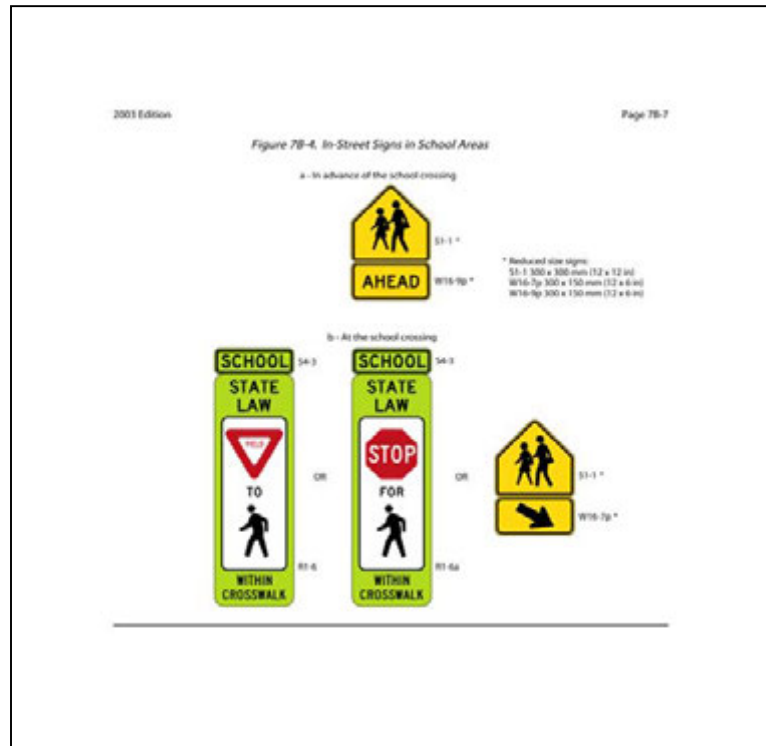 2003 Edition
Page 7B-7
Figure 7B-4. In-Street Signs in School Areas
a - In advance of the school crossing
S1-1 *
AHEAD
W16-9p *
* Reduced size signs:
S1-1 300 x 300 mm (12 x 12 in)
W16-7p 300 x 150 mm (12 x 6 in)
W16-9p 300 x 150 mm (12 x 6 in)
b - At the school crossing
SCHOOL
S4-3
STATE
LAW
YIELD
TO
R1-6
WITHIN
CROSSWALK
OR
SCHOOL
S4-3
STATE
LAW
STOP
FOR
R1-6a
WITHIN
CROSSWALK
OR
S1-1 *
W16-7p *